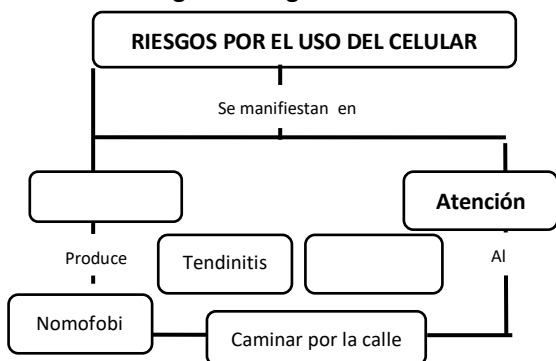 RIESGOS POR EL USO DEL CELULAR
Se manifiestan en
Atención
Produce
Tendinitis
Al
Nomofobi
Caminar por la calle